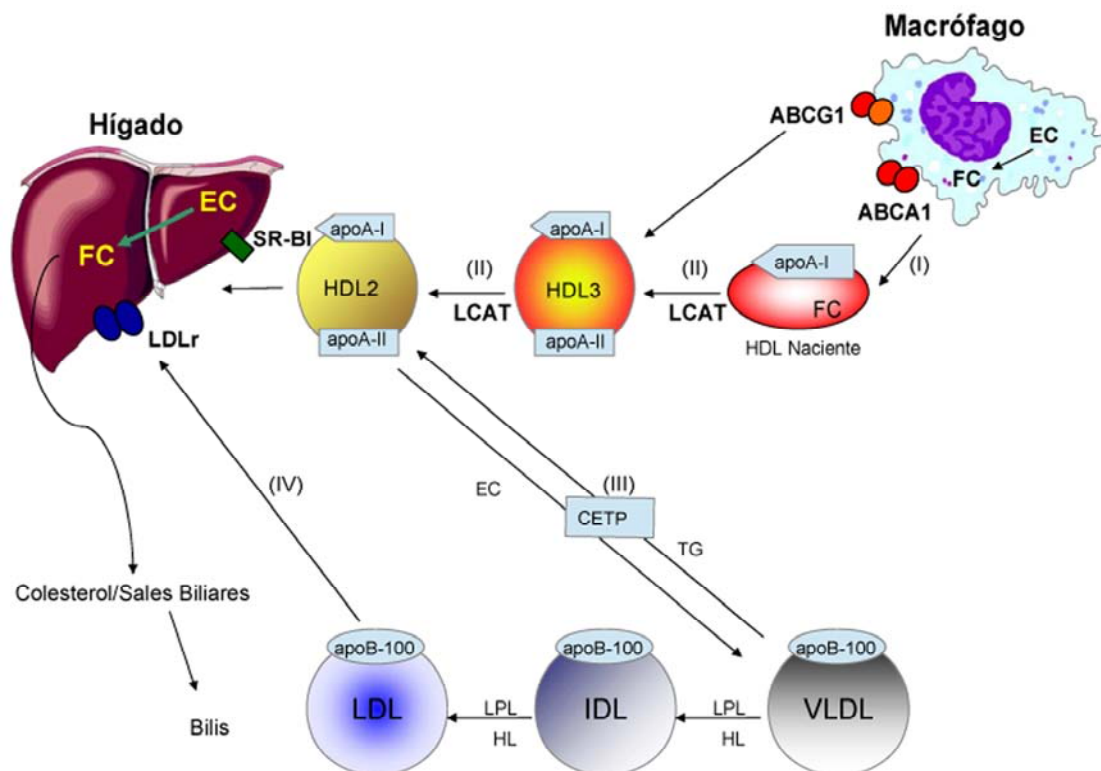 Macrófago
ABCG1
EC
FC
ABCA1
Hígado
EC
FC
SR-BI
LDLr
apoA-I
HDL2
apoA-II
(II)
LCAT
apoA-I
HDL3
apoA-II
(II)
LCAT
apoA-I
FC
HDL Naciente
(I)
(IV)
EC
(III)
CETP
TG
Colesterol/Sales Biliares
Bilis
apoB-100
LDL
LPL
HL
apoB-100
IDL
LPL
HL
apoB-100
VLDL